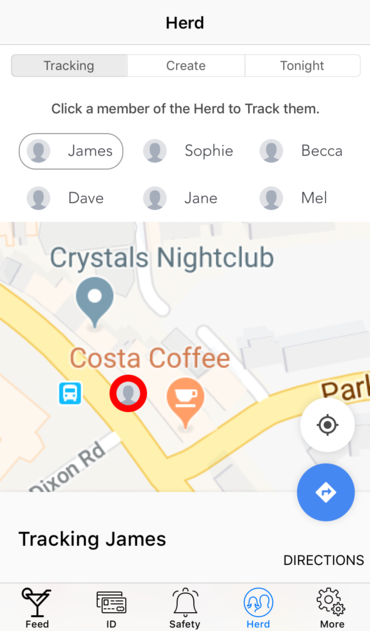 Herd
Tracking Create Tonight
Click a member of the Herd to Track them.
James Sophie Becca
Dave Jane Mel
Crystals Nightclub
Costa Coffee
Park
Dixon Rd
Tracking James
DIRECTIONS
Feed ID Safety Herd More